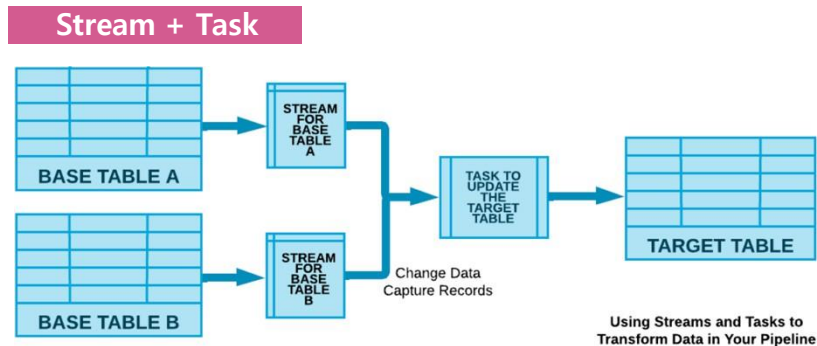 Stream + Task
BASE TABLE A
STREAM
FOR
BASE
TABLE
A
BASE TABLE B
STREAM
FOR
BASE
TABLE
B
Change Data
Capture Records
TASK TO
UPDATE
THE
TARGET
TABLE
TARGET TABLE
Using Streams and Tasks to
Transform Data in Your Pipeline